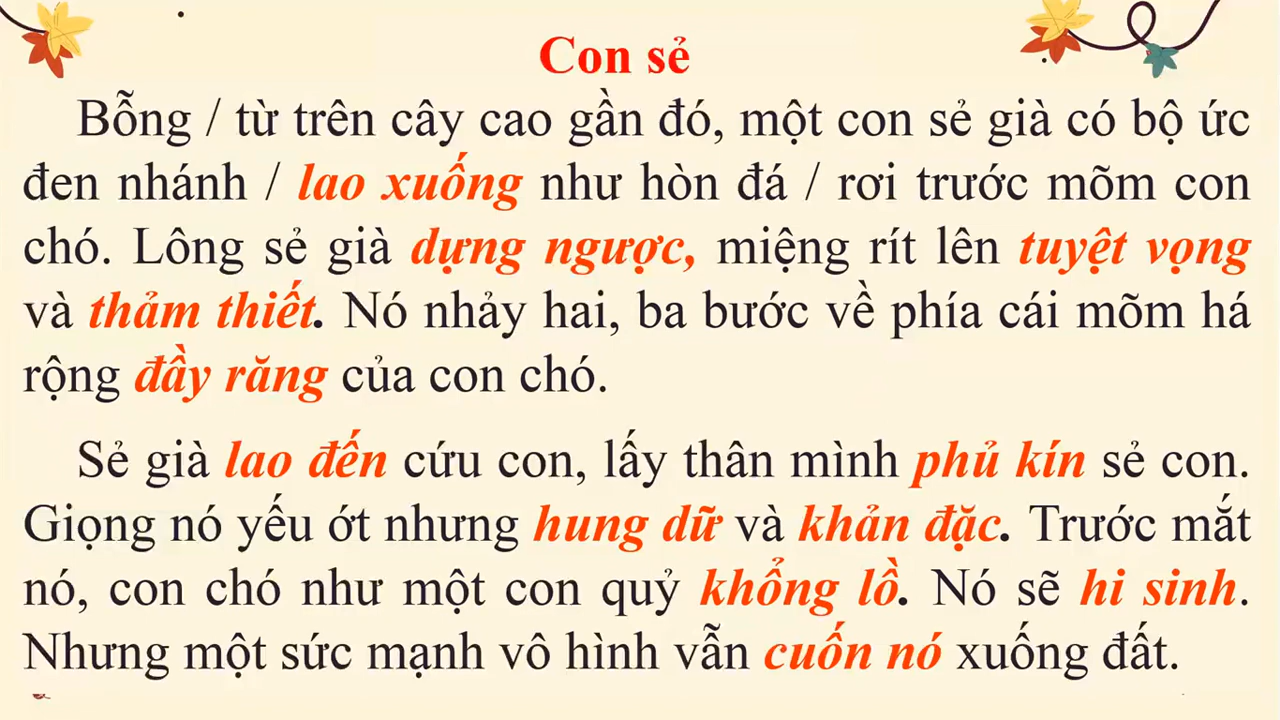 Con sẻ
Bỗng / từ trên cây cao gần đó, một con sẻ già có bộ ức
đen nhánh / lao xuống như hòn đá / rơi trước mõm con
chó. Lông sẻ già dựng ngược, miệng rít lên tuyệt vọng
và thảm thiết. Nó nhảy hai, ba bước về phía cái mõm há
rộng đầy răng của con chó.
Sẻ già lao đến cứu con, lấy thân mình phủ kín sẻ con.
Giọng nó yếu ớt nhưng hung dữ và khản đặc. Trước mắt
nó, con chó như một con quỷ khổng lồ. Nó sẽ hi sinh.
Nhưng một sức mạnh vô hình vẫn cuốn nó xuống đất.